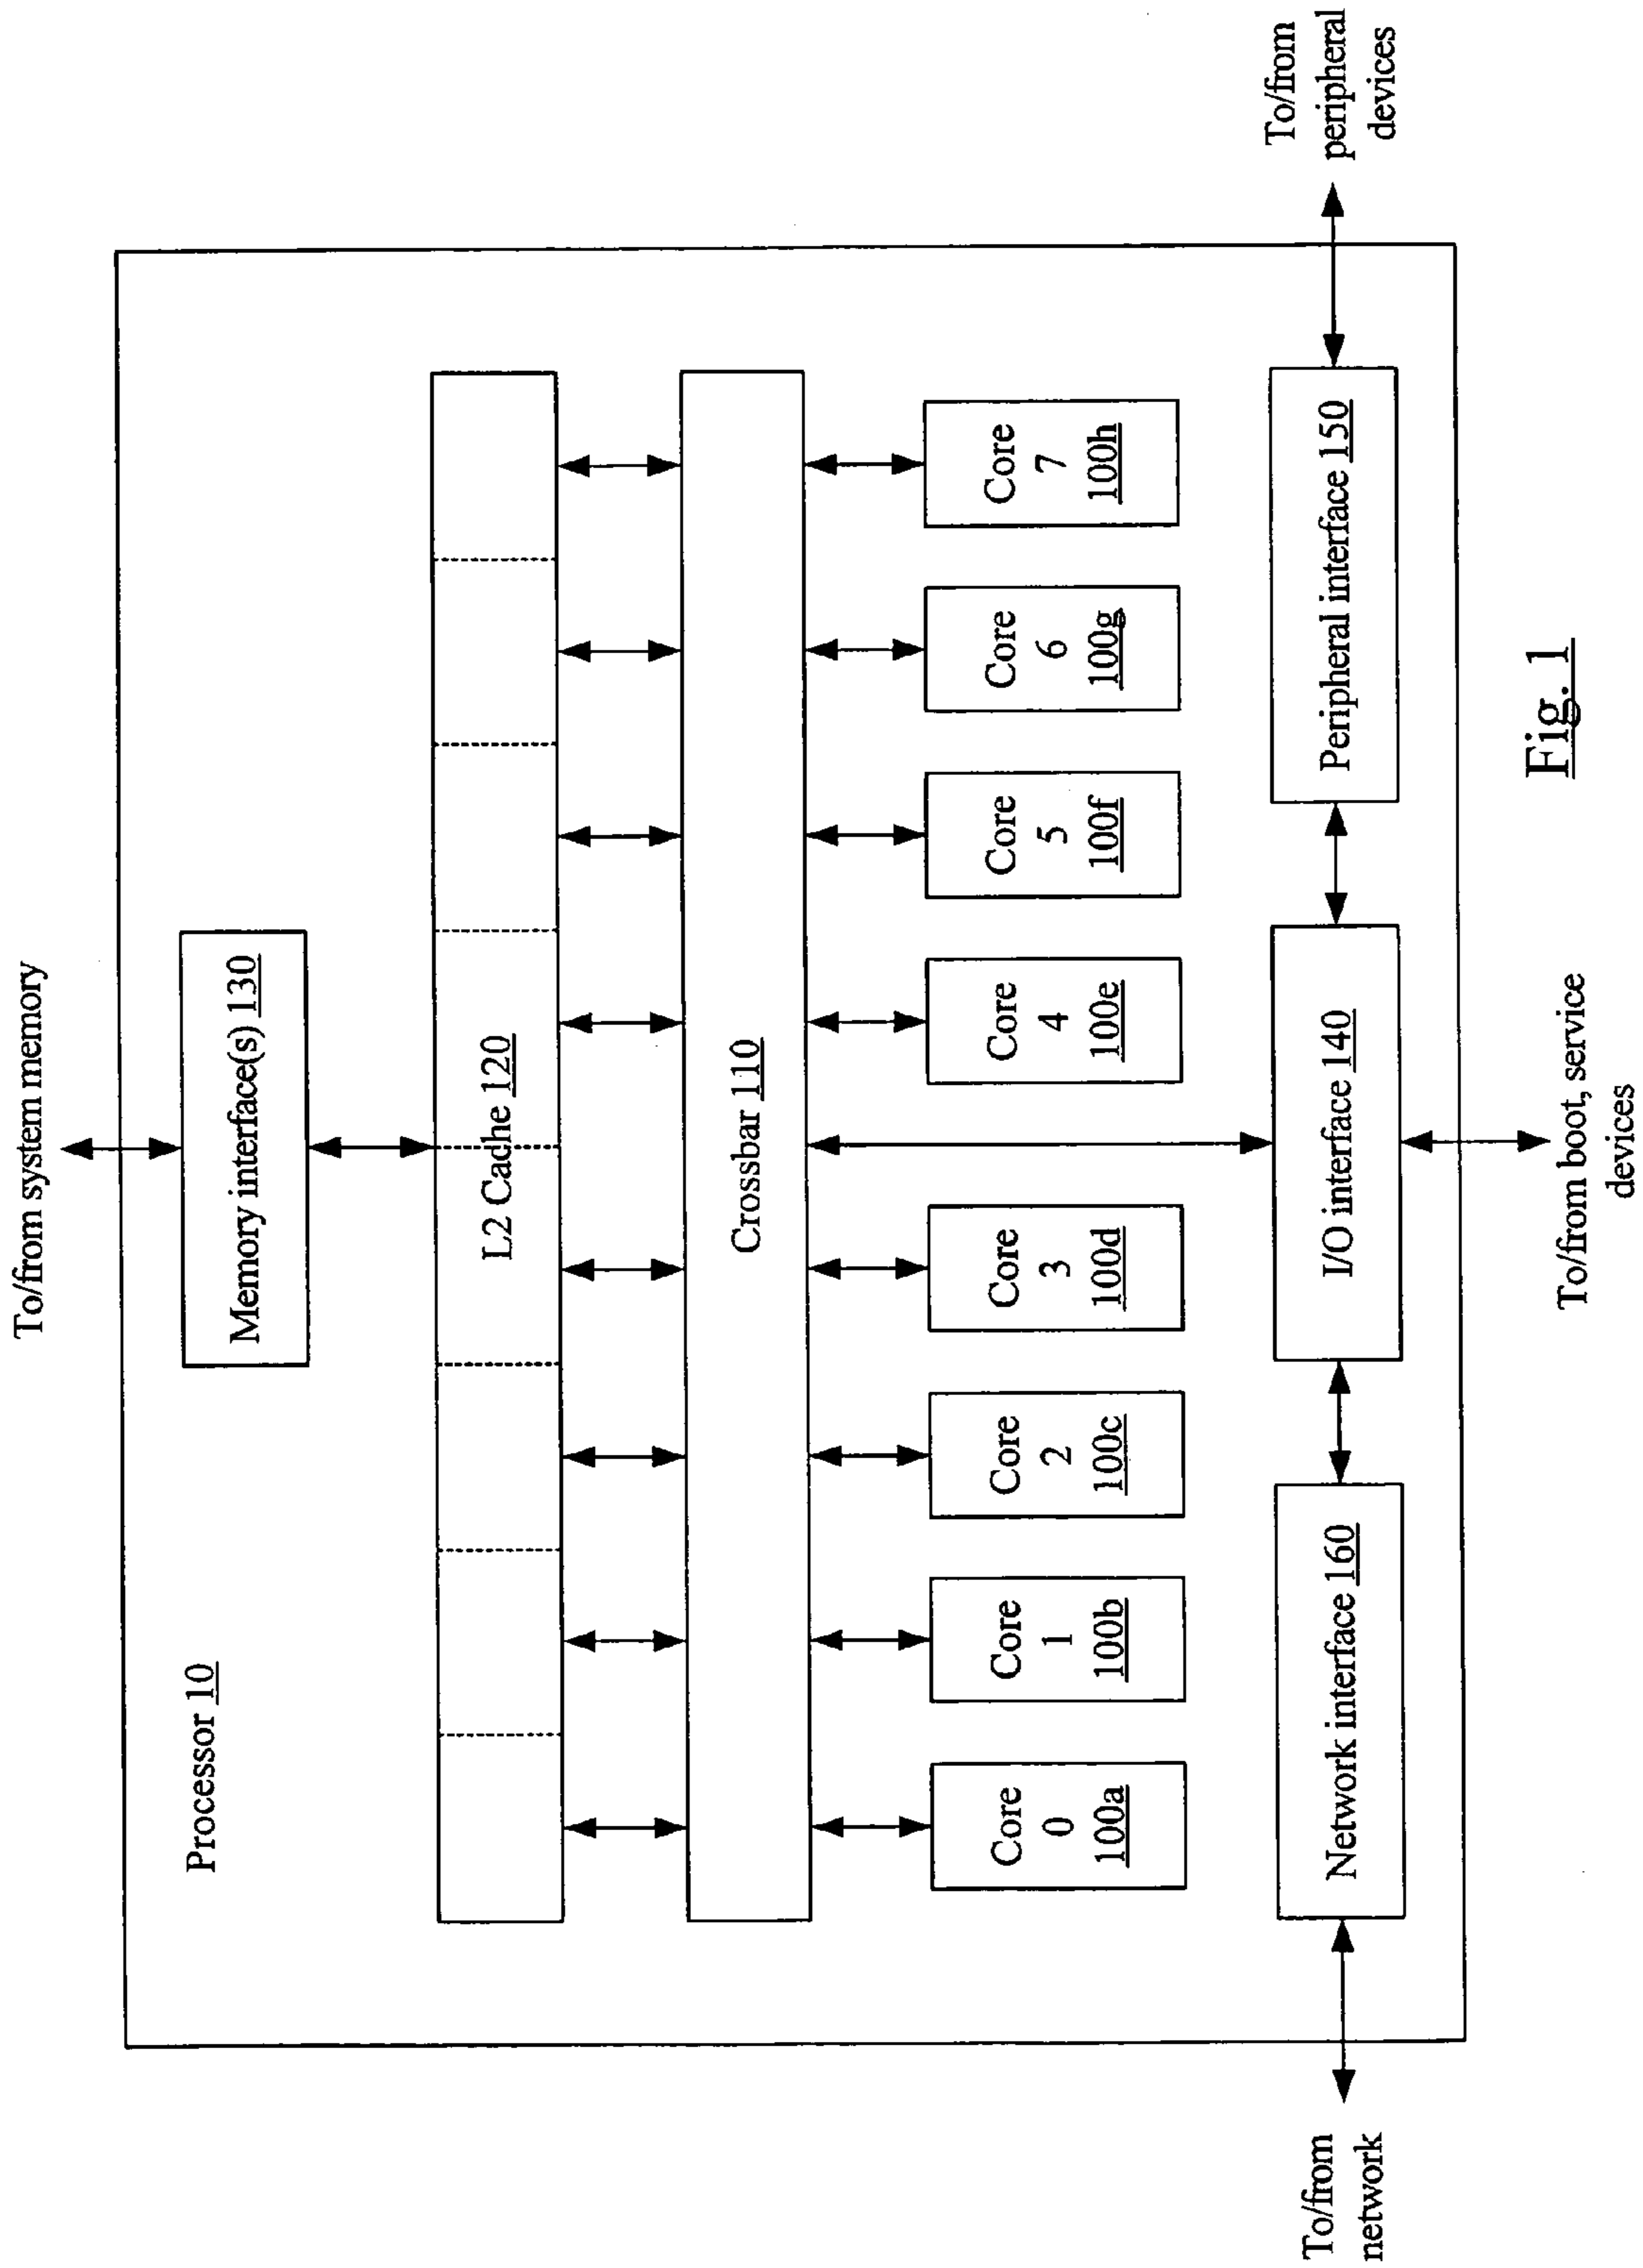 To/from system memory
Processor 10
Memory interface(s) 130
L2 Cache 120
Crossbar 110
Core
0
100a
Core
1
100b
Core
2
100c
Core
3
100d
Core
4
100e
Core
5
100f
Core
6
100g
Core
7
100h
To/from
network
Network interface 160
I/O interface 140
Peripheral interface 150
To/from
peripheral
devices
To/from boot, service
devices
Fig. 1